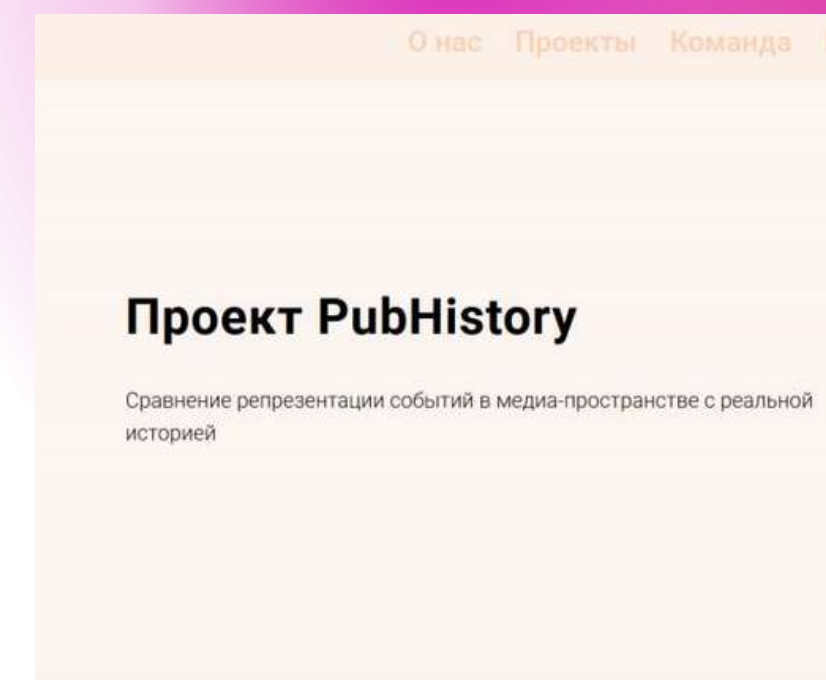 О нас Проекты Команда
Проект PubHistory
Сравнение репрезентации событий в медиа-пространстве с реальной
историей